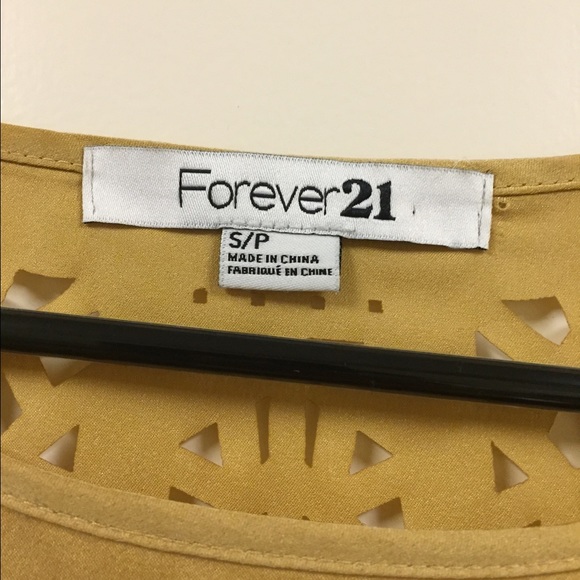 Forever21
S/P
MADE IN CHINA
FABRIQUÉ EN CHINE